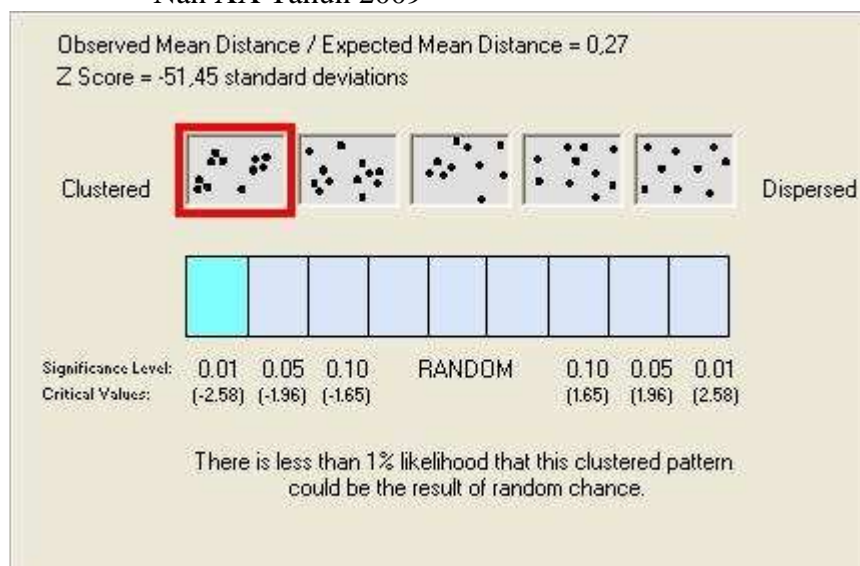 Observed Mean Distance / Expected Mean Distance = 0,27
Z Score = -51,45 standard deviations
Clustered
Dispersed
Significance Level: 0.01 0.05 0.10 RANDOM 0.10 0.05 0.01
Critical Values: (-2.58) (-1.96) (-1.65) (1.65) (1.96) (2.58)
There is less than 1% likelihood that this clustered pattern
could be the result of random chance.